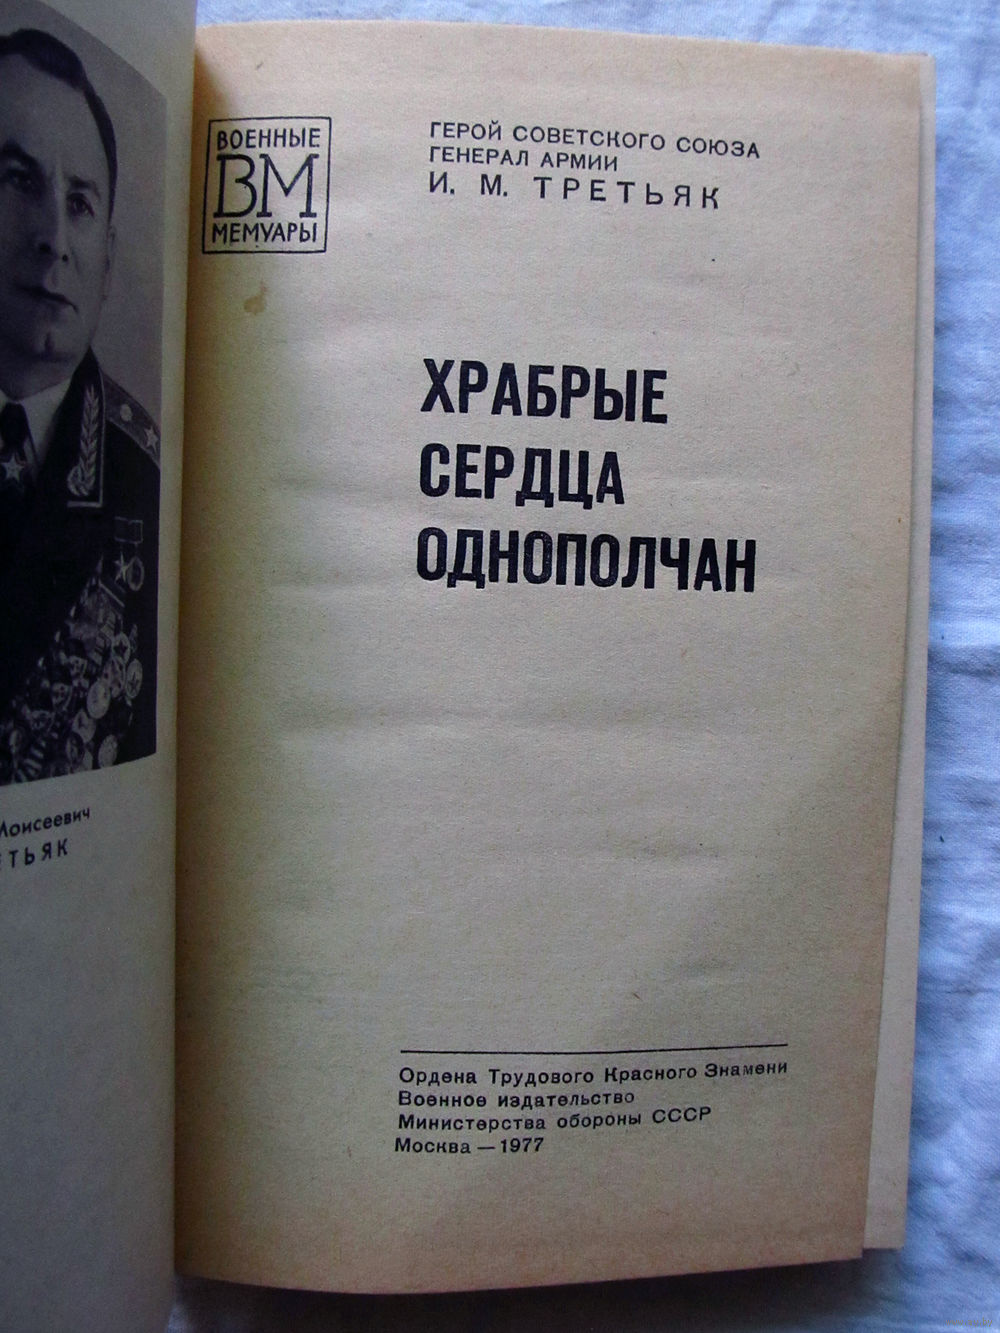 ВОЕННЫЕ
ВМ
МЕМУАРЫ
ГЕРОЙ СОВЕТСКОГО СОЮЗА
ГЕНЕРАЛ АРМИИ
И. М. ТРЕТЬЯК
ХРАБРЫЕ
СЕРДЦА
ОДНОПОЛЧАН
Ордена Трудового Красного Знамени
Военное издательство
Министерства обороны СССР
Москва — 1977
Моисеевич
ЕТЬЯК